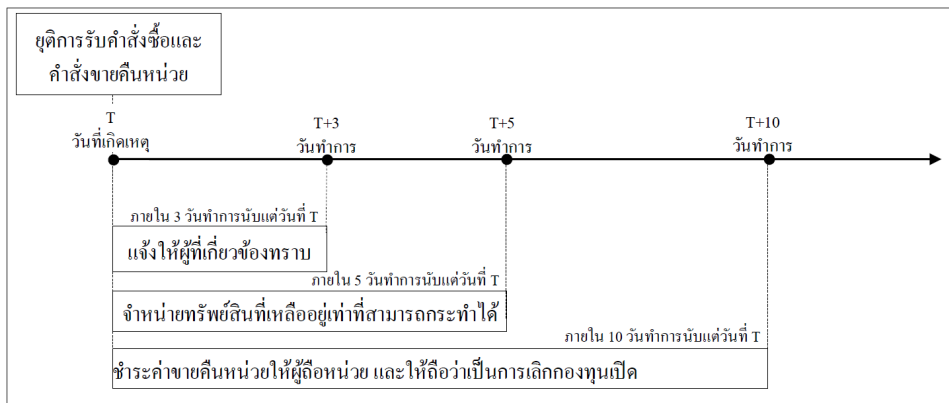 ยุติการรับคำสั่งซื้อและ
คำสั่งขายคืนหน่วย
T
วันที่เกิดเหตุ
T+3
วันทำการ
T+5
วันทำการ
T+10
วันทำการ
ภายใน 3 วันทำการนับแต่วันที่ T
แจ้งให้ผู้ที่เกี่ยวข้องทราบ
ภายใน 5 วันทำการนับแต่วันที่ T
จำหน่ายทรัพย์สินที่เหลืออยู่เท่าที่สามารถกระทำได้
ภายใน 10 วันทำการนับแต่วันที่ T
ชำระค่าขายคืนหน่วยให้ผู้ถือหน่วย และให้ถือว่าเป็นการเลิกกองทุนเปิด